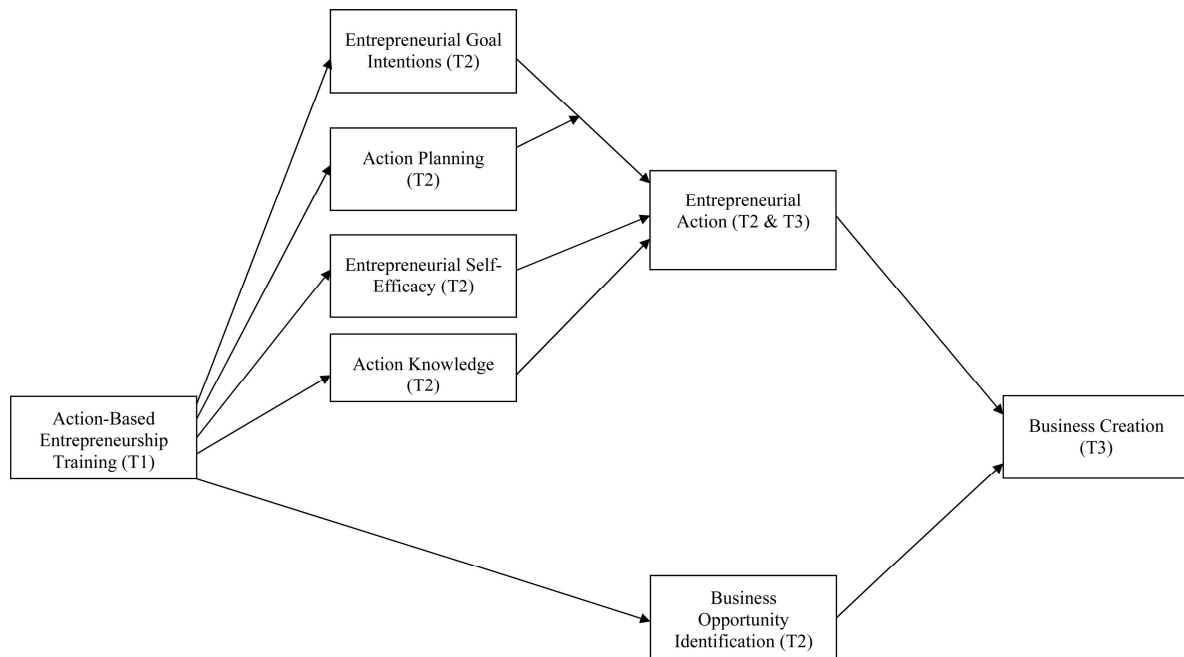 Entrepreneurial Goal
Intentions (T2)
Action Planning
(T2)
Entrepreneurial Self-
Efficacy (T2)
Action Knowledge
(T2)
Entrepreneurial
Action (T2 & T3)
Action-Based
Entrepreneurship
Training (T1)
Business Creation
(T3)
Business
Opportunity
Identification (T2)